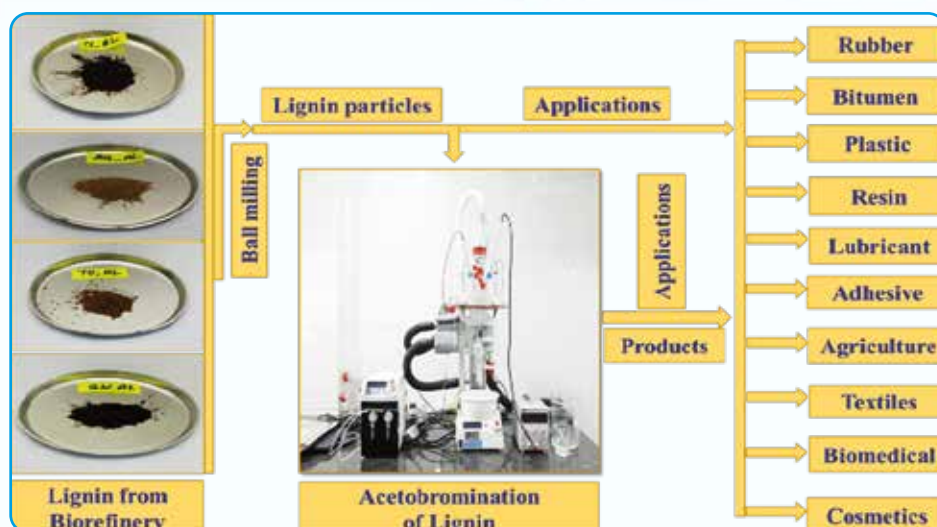 Lignin from
Biorefinery
Ball milling
Lignin particles
Applications
Acetobromination
of Lignin
Applications
Products
Rubber
Bitumen
Plastic
Resin
Lubricant
Adhesive
Agriculture
Textiles
Biomedical
Cosmetics